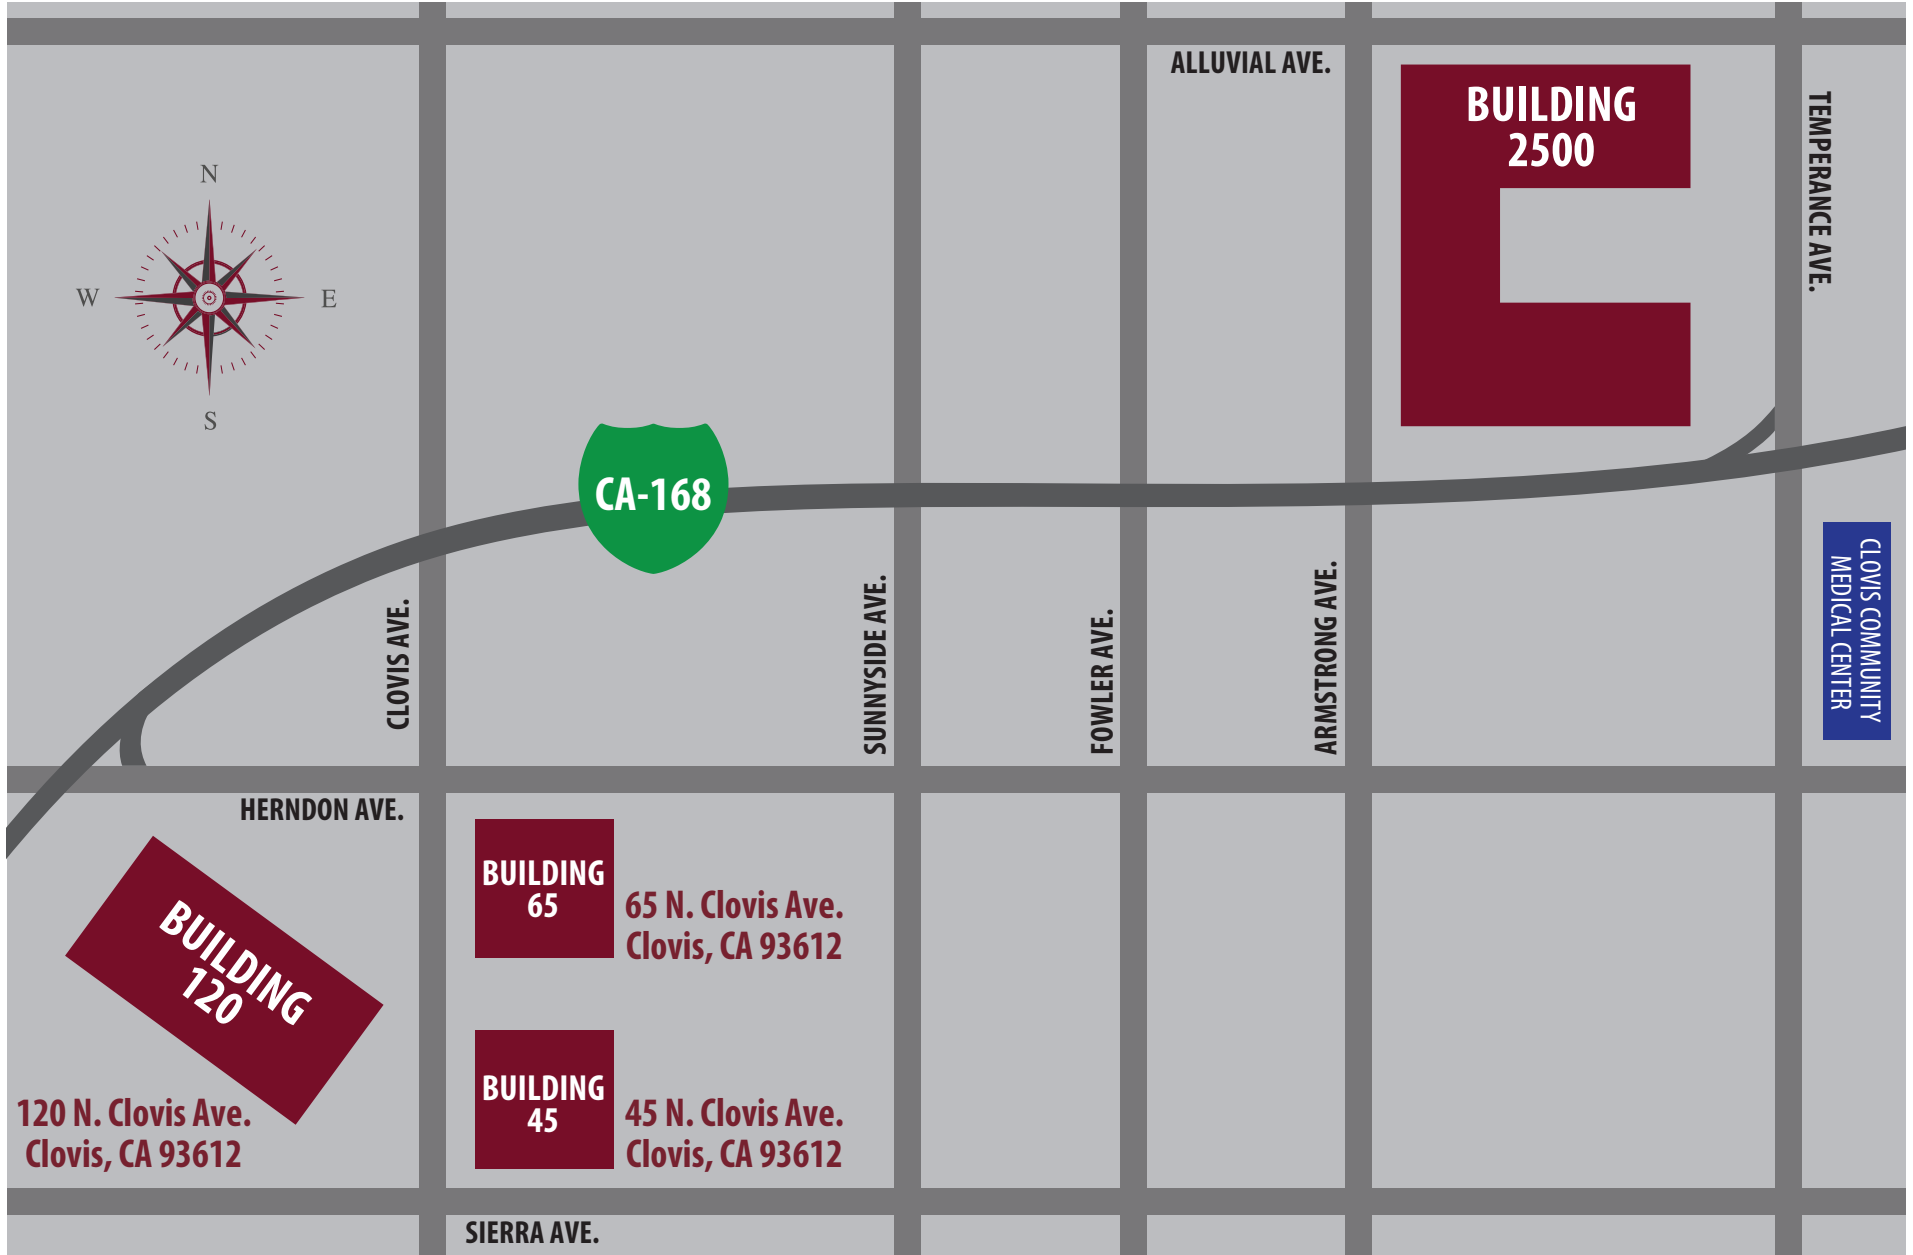 ALLUVIAL AVE.
BUILDING
2500
TEMPERANCE AVE.
N
W
E
S
CA-168
CLOVIS AVE.
SUNNYSIDE AVE.
FOWLER AVE.
ARMSTRONG AVE.
CLOVIS COMMUNITY
MEDICAL CENTER
HERNDON AVE.
BUILDING
65
65 N. Clovis Ave.
Clovis, CA 93612
BUILDING
120
120 N. Clovis Ave.
Clovis, CA 93612
BUILDING
45
45 N. Clovis Ave.
Clovis, CA 93612
SIERRA AVE.